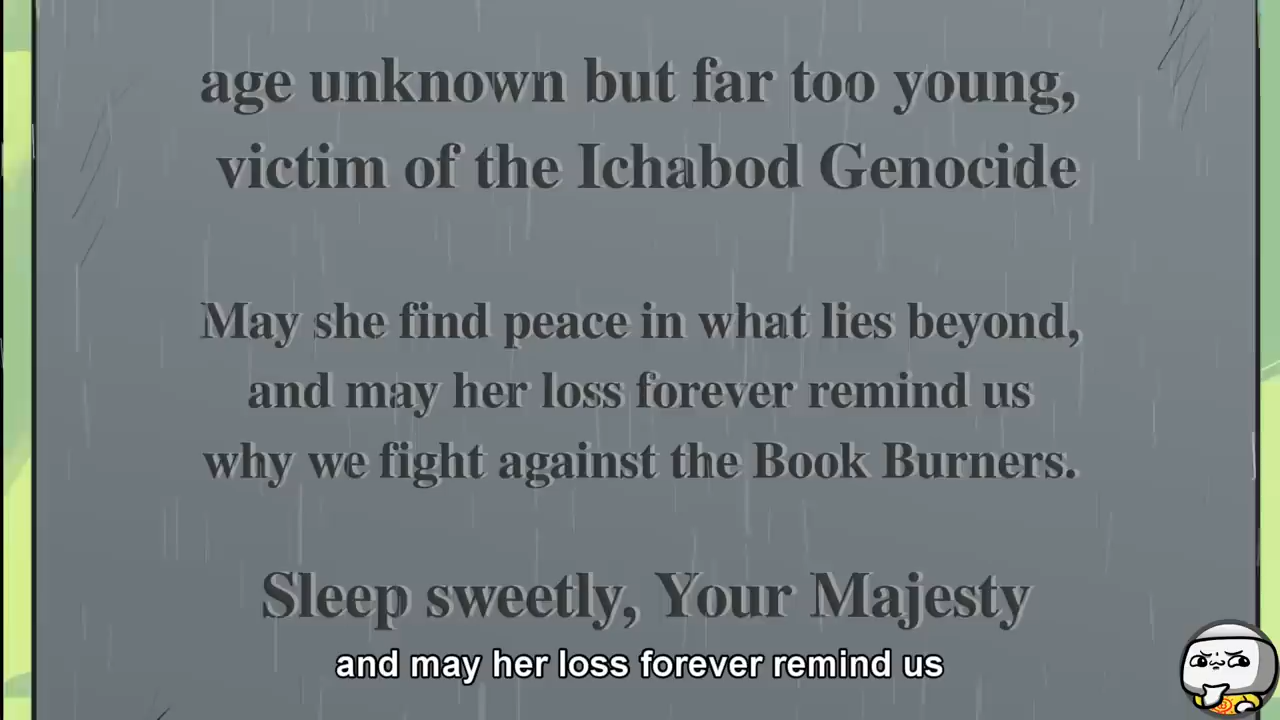 age unknown but far too young,
victim of the Ichabod Genocide
May she find peace in what lies beyond,
and may her loss forever remind us
why we fight against the Book Burners.
Sleep sweetly, Your Majesty
and may her loss forever remind us